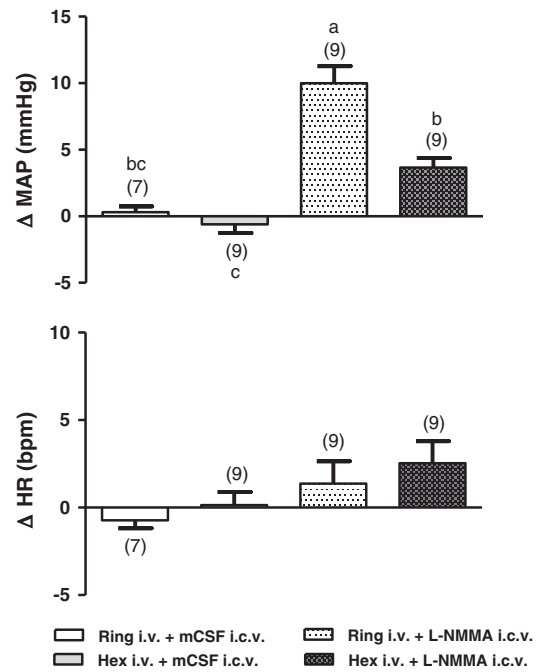 15
a
(9)
10
Δ MAP (mmHg)
b
(9)
5
bc
(7)
0
(9)
c
-5
10
Δ HR (bpm)
(9)
5
(9)
(9)
0
(7)
-5
Ring i.v. + mCSF i.c.v.
Ring i.v. + L-NMMA i.c.v.
Hex i.v. + mCSF i.c.v.
Hex i.v. + L-NMMA i.c.v.